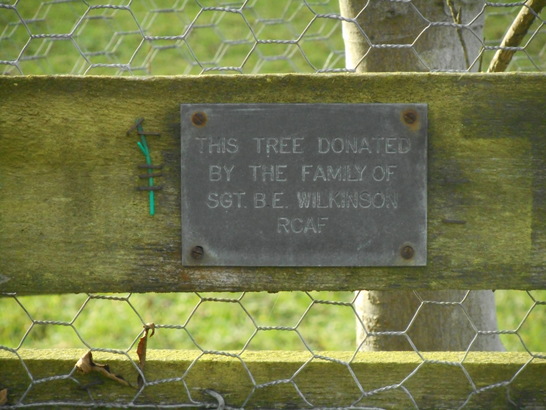 THIS TREE DONATED
BY THE FAMILY OF
SGT. B.E. WILKINSON
RCAF